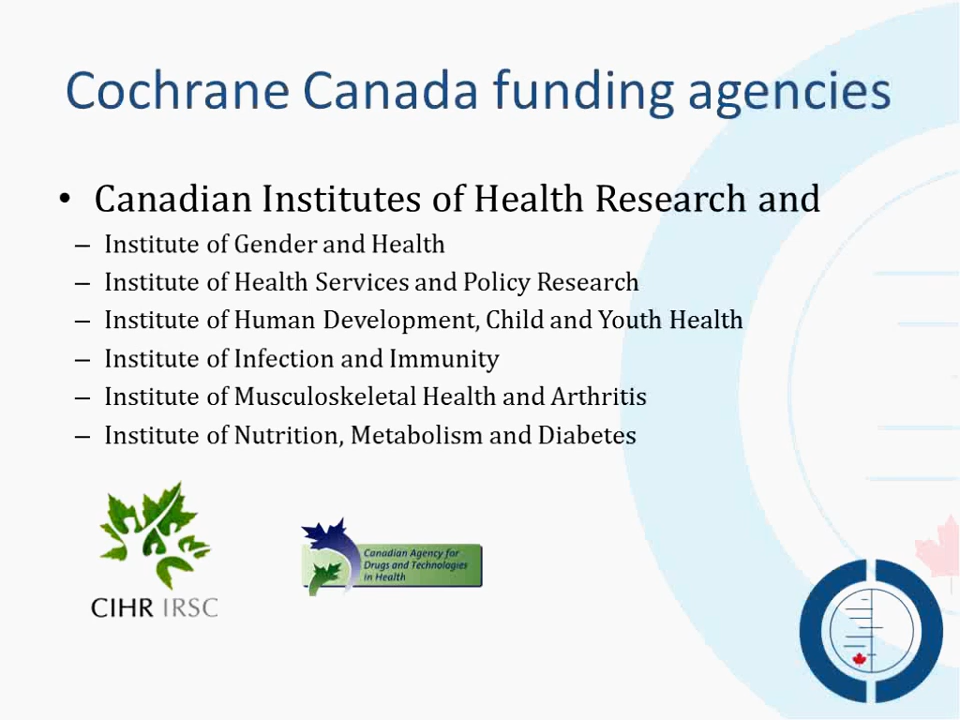 Cochrane Canada funding agencies
• Canadian Institutes of Health Research and
– Institute of Gender and Health
– Institute of Health Services and Policy Research
– Institute of Human Development, Child and Youth Health
– Institute of Infection and Immunity
– Institute of Musculoskeletal Health and Arthritis
– Institute of Nutrition, Metabolism and Diabetes
CIHR IRSC
Canadian Agency for
Drugs and Technologies
in Health